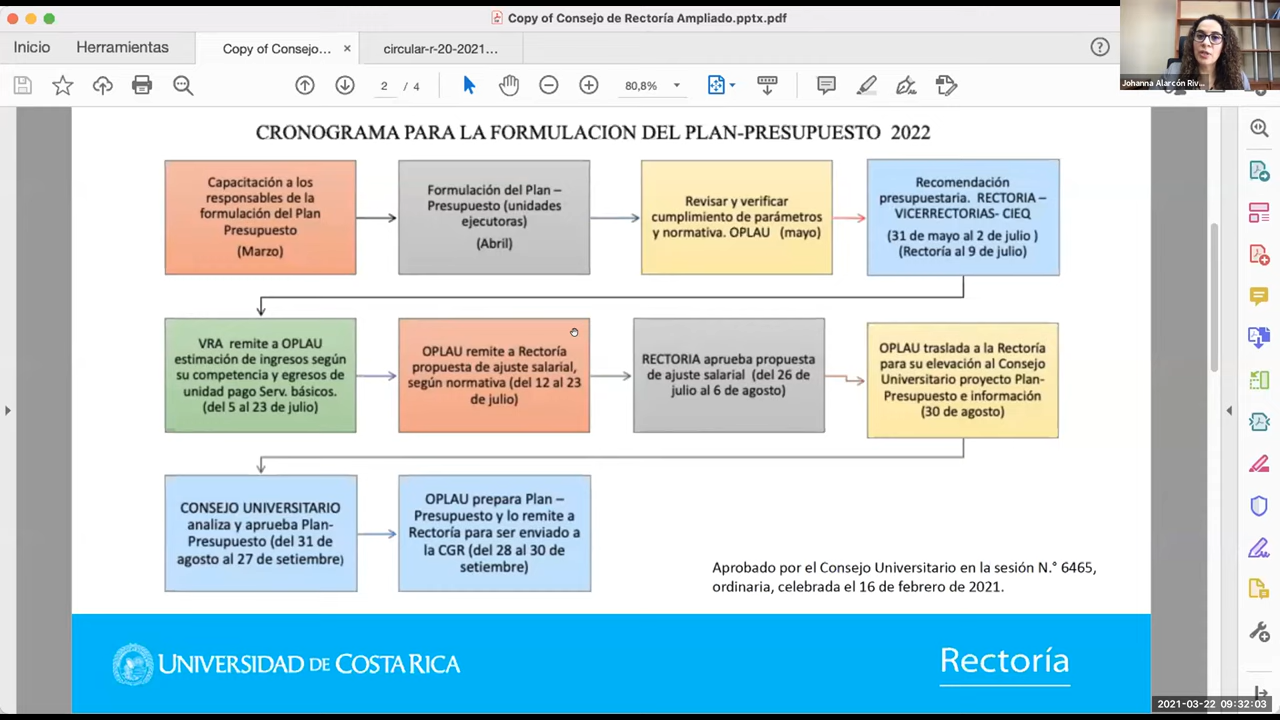 Copy of Consejo de Rectoría Ampliado.pptx.pdf
Inicio
Herramientas
Copy of Consejo...
×
circular-r-20-2021...
2 / 4
80,8%
Johanna Alarcón Riv...
CRONOGRAMA PARA LA FORMULACION DEL PLAN-PRESUPUESTO 2022
Capacitación a los
responsables de la
formulación del Plan
Presupuesto
(Marzo)
Formulación del Plan –
Presupuesto (unidades
ejecutoras)
(Abril)
Revisar y verificar
cumplimiento de parámetros
y normativa. OPLAU (mayo)
Recomendación
presupuestaria. RECTORIA –
VICERRECTORIAS- CIEQ
(31 de mayo al 2 de julio )
(Rectoría al 9 de julio)
VRA remite a OPLAU
estimación de ingresos según
su competencia y egresos de
unidad pago Serv. básicos.
(del 5 al 23 de julio)
OPLAU remite a Rectoría
propuesta de ajuste salarial,
según normativa (del 12 al 23
de julio)
RECTORIA aprueba propuesta
de ajuste salarial (del 26 de
julio al 6 de agosto)
OPLAU traslada a la Rectoría
para su elevación al Consejo
Universitario proyecto Plan-
Presupuesto e información
(30 de agosto)
CONSEJO UNIVERSITARIO
analiza y aprueba Plan-
Presupuesto (del 31 de
agosto al 27 de setiembre)
OPLAU prepara Plan –
Presupuesto y lo remite a
Rectoría para ser enviado a
la CGR (del 28 al 30 de
setiembre)
Aprobado por el Consejo Universitario en la sesión N.° 6465,
ordinaria, celebrada el 16 de febrero de 2021.
UNIVERSIDAD DE COSTA RICA
Rectoría
2021-03-22 09:32:03